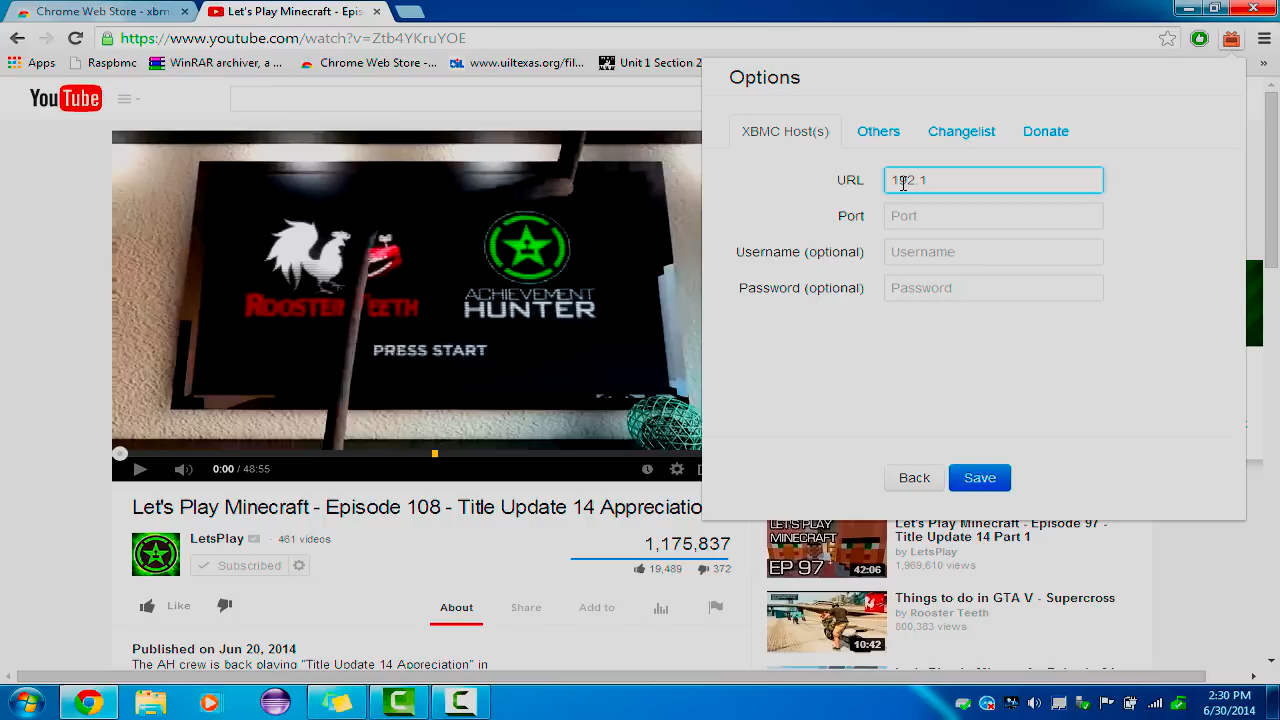 Chrome Web Store - xbm
Let's Play Minecraft - Epis
https://www.youtube.com/watch?v=Ztb4YKruYOE
Apps
Raspbmc
WinRAR archiver, a ...
Chrome Web Store -...
www.uiltexas.org/film...
Unit 1 Section 2
»
Options
YouTube
XBMC Host(s)
Others
Changelist
Donate
URL
192.1
Port
Port
Username (optional)
Username
Password (optional)
Password
Back
Save
ROOSTER TEETH
ACHIEVEMENT
HUNTER
PRESS START
0:00 / 48:55
Let's Play Minecraft - Episode 108 - Title Update 14 Appreciation
LetsPlay
461 videos
Subscribed
1,175,837
19,489
372
Like
About
Share
Add to
Published on Jun 20, 2014
The AH crew is back playing "Title Update 14 Appreciation" in
LET'S PLAY
MINECRAFT
EP 97
42:06
Let's Play Minecraft - Episode 97 -
Title Update 14 Part 1
by LetsPlay
1,969,610 views
10:42
Things to do in GTA V - Supercross
by Rooster Teeth
800,383 views
2:30 PM
6/30/2014